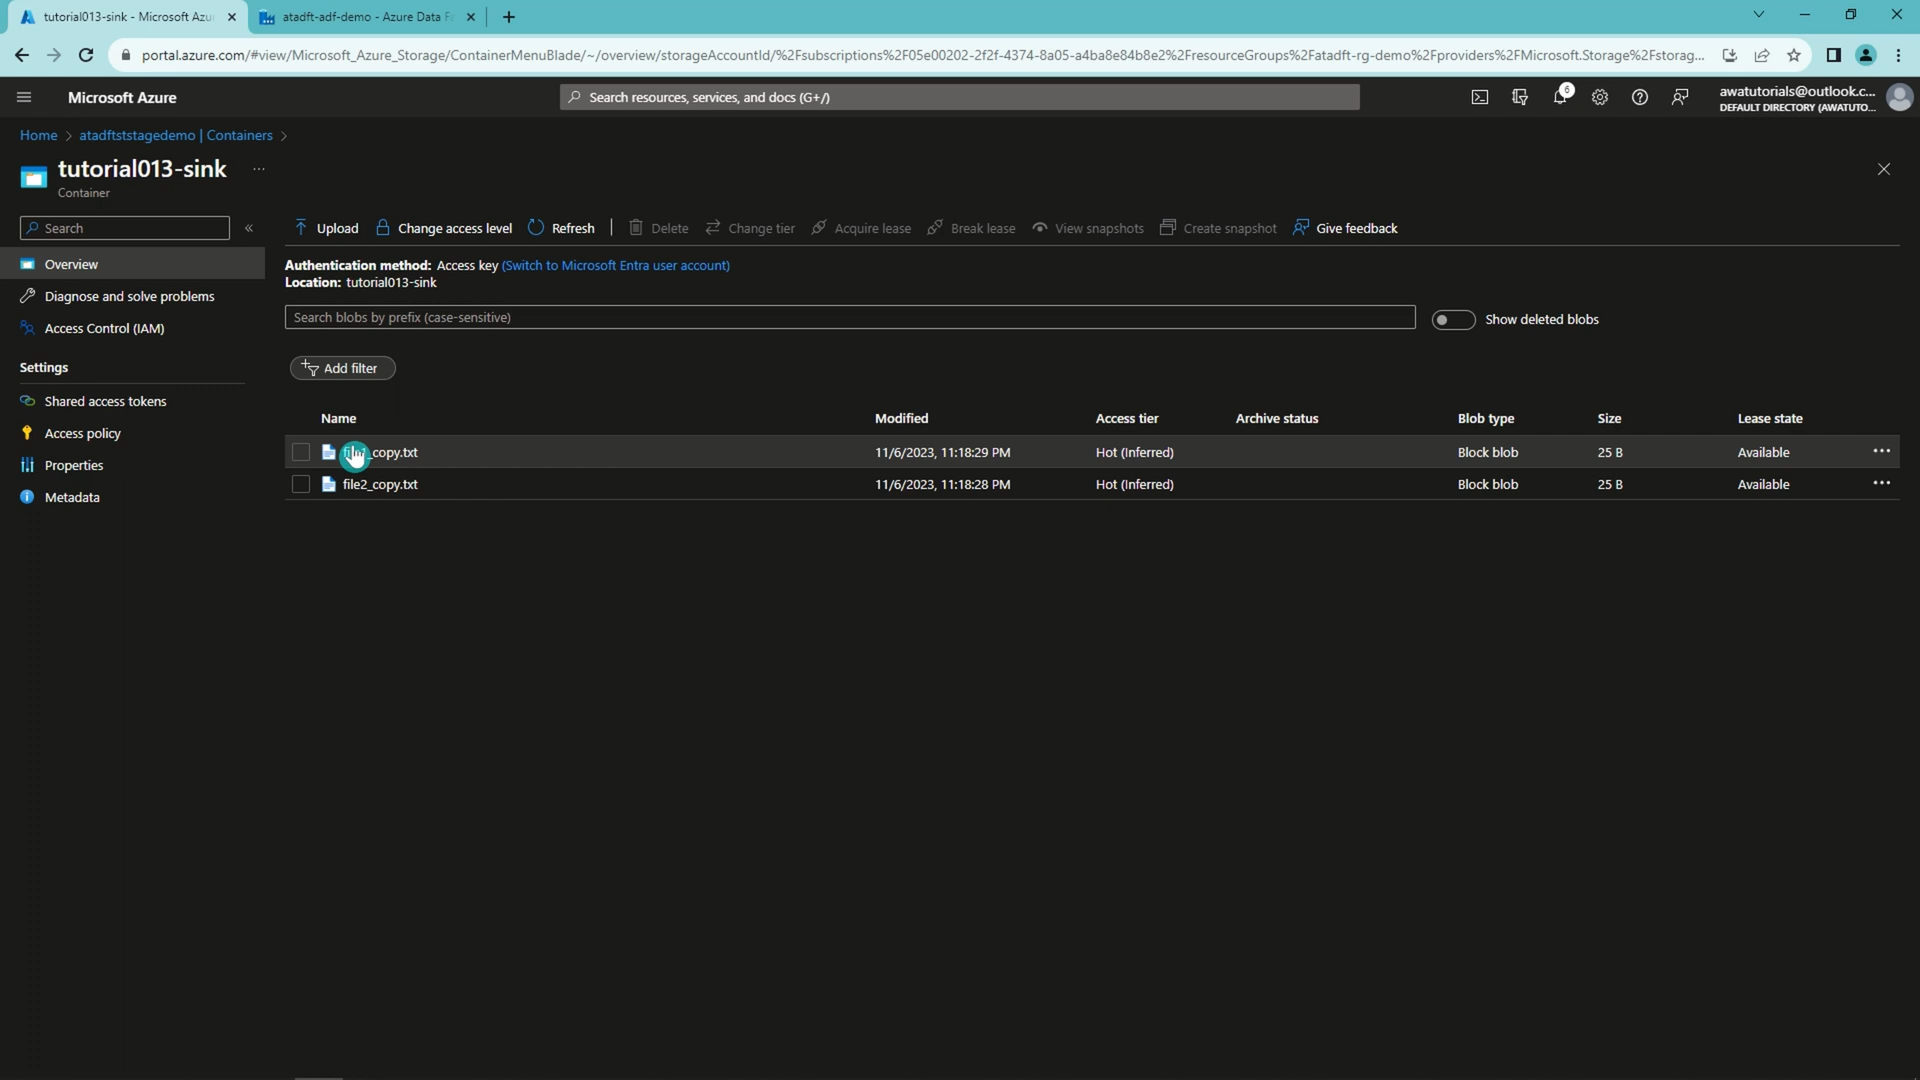 tutorial013-sink - Microsoft Azu
atadft-adf-demo - Azure Data F
portal.azure.com/#view/Microsoft_Azure_Storage/ContainerMenuBlade/~/overview/storageAccountId/%2Fsubscriptions%2F05e00202-2f2f-4374-8a05-a4ba8e84b8e2%2FresourceGroups%2Fatadft-rg-demo%2Fproviders%2FMicrosoft.Storage%2Fstorag...
Microsoft Azure
Search resources, services, and docs (G+/)
6
awatutorials@outlook.c...
DEFAULT DIRECTORY (AWATUTO...
Home > atadftststagedemo | Containers >
tutorial013-sink ...
Container
Search «
Upload Change access level Refresh | Delete Change tier Acquire lease Break lease View snapshots Create snapshot Give feedback
Overview
Diagnose and solve problems
Access Control (IAM)
Settings
Shared access tokens
Access policy
Properties
Metadata
Authentication method: Access key (Switch to Microsoft Entra user account)
Location: tutorial013-sink
Search blobs by prefix (case-sensitive)
Show deleted blobs
Add filter
Name Modified Access tier Archive status Blob type Size Lease state
_copy.txt 11/6/2023, 11:18:29 PM Hot (Inferred) Block blob 25 B Available ...
file2_copy.txt 11/6/2023, 11:18:28 PM Hot (Inferred) Block blob 25 B Available ...